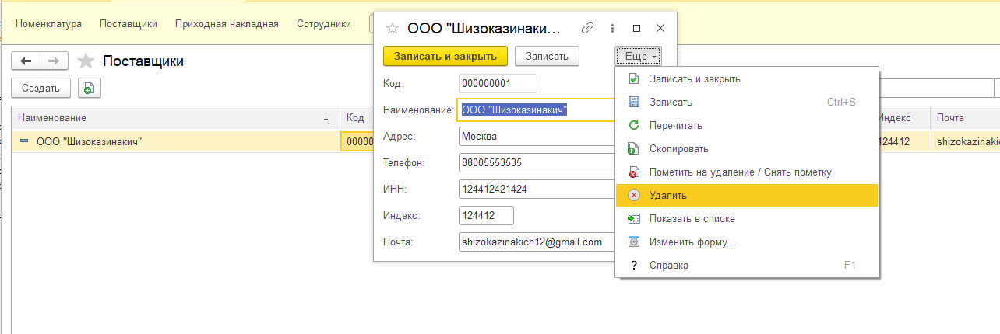 Номенклатура Поставщики Приходная накладная Сотрудники
ООО "Шизоказинаки...
Поставщики
Записать и закрыть Записать Еще
Создать
Записать и закрыть
Код: 000000001
Записать Ctrl+S
Наименование: ООО "Шизоказинакич"
Наименование Код Индекс Почта
Перечитать
Адрес: Москва
ООО "Шизоказинакич" 00000 124412 shizokazinaki
Скопировать
Телефон: 88005553535
Пометить на удаление / Снять пометку
ИНН: 124412421424
Удалить
Индекс: 124412
Показать в списке
Почта: shizokazinakich12@gmail.com
Изменить форму...
? Справка F1